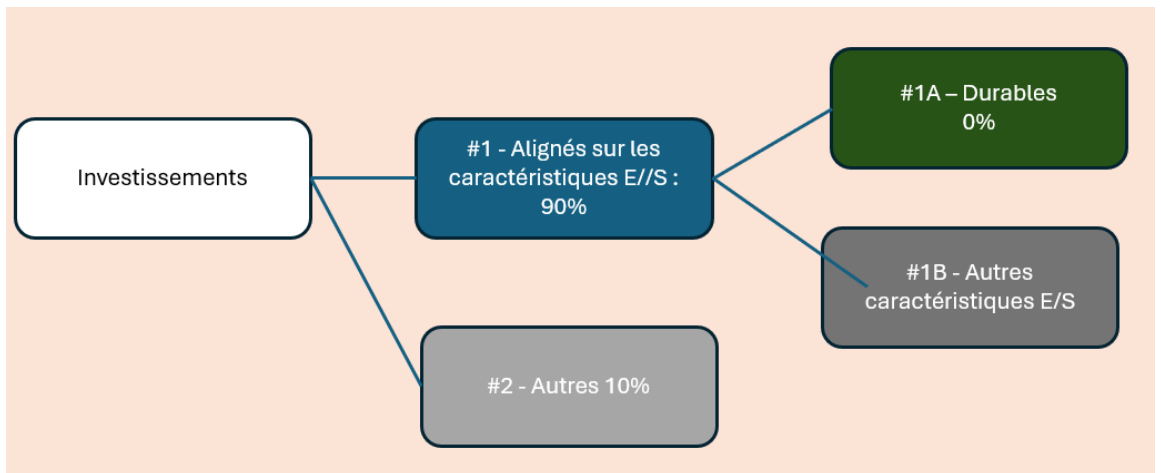 Investissements
#1 - Alignés sur les
caractéristiques E//S :
90%
#2 - Autres 10%
#1A – Durables
0%
#1B - Autres
caractéristiques E/S